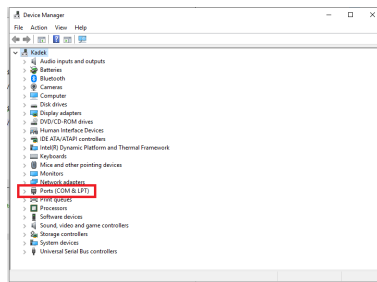 Device Manager
File Action View Help
Kadek
Audio inputs and outputs
Batteries
Bluetooth
Cameras
Computer
Disk drives
Display adapters
DVD/CD-ROM drives
Human Interface Devices
IDE ATA/ATAPI controllers
Intel(R) Dynamic Platform and Thermal Framework
Keyboards
Mice and other pointing devices
Monitors
Network adapters
Ports (COM & LPT)
Print queues
Processors
Software devices
Sound, video and game controllers
Storage controllers
System devices
Universal Serial Bus controllers